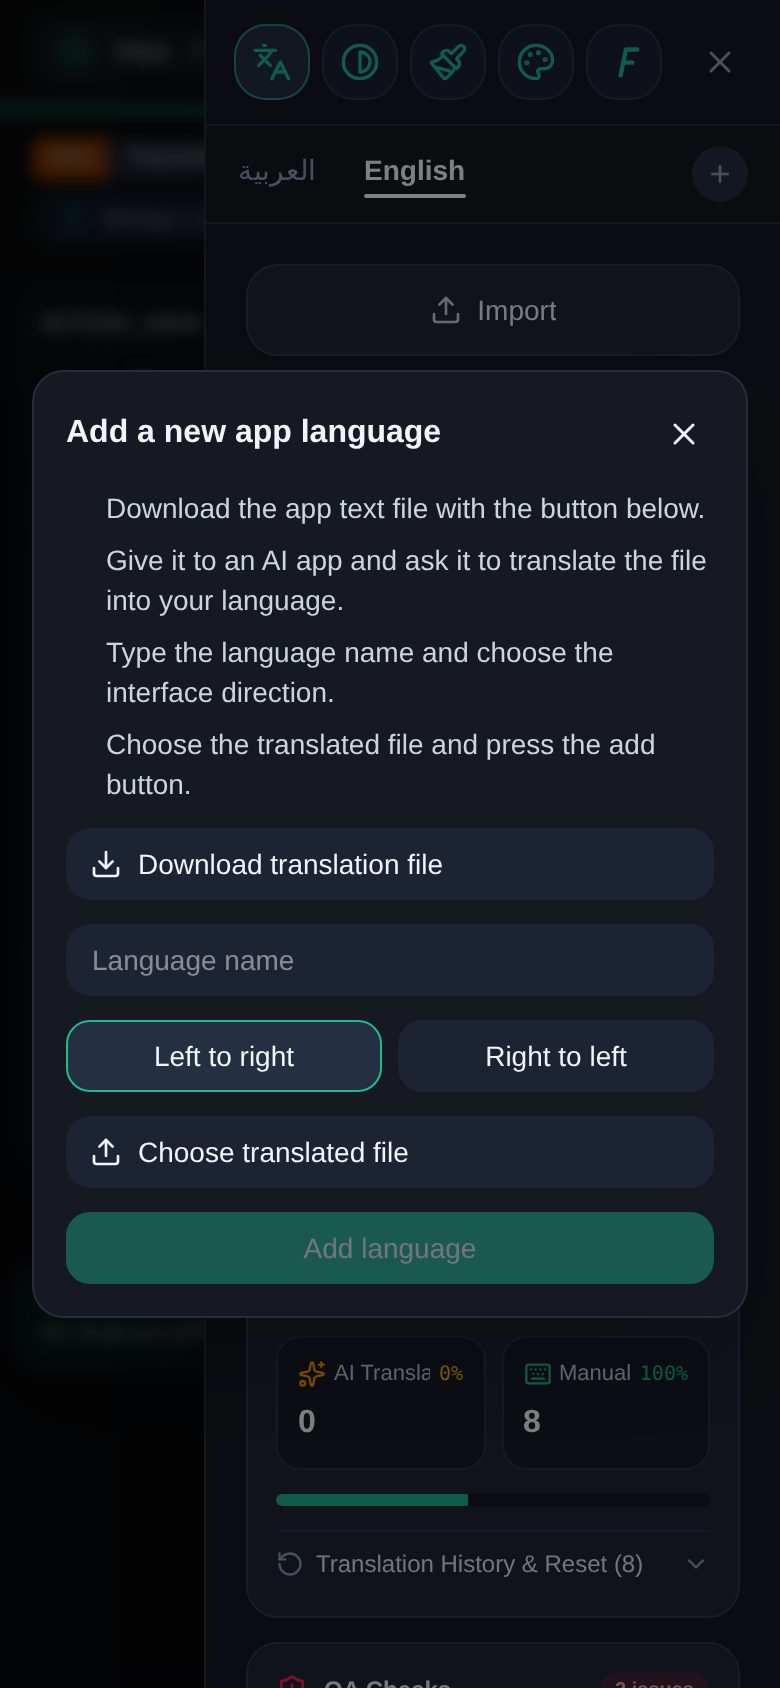 العربية
English
Import
Add a new app language
Download the app text file with the button below.
Give it to an AI app and ask it to translate the file
into your language.
Type the language name and choose the
interface direction.
Choose the translated file and press the add
button.
Download translation file
Language name
Left to right
Right to left
Choose translated file
Add language
AI Transla 0%
0
Manual 100%
8
Translation History & Reset (8)
QA Checks
2 issues